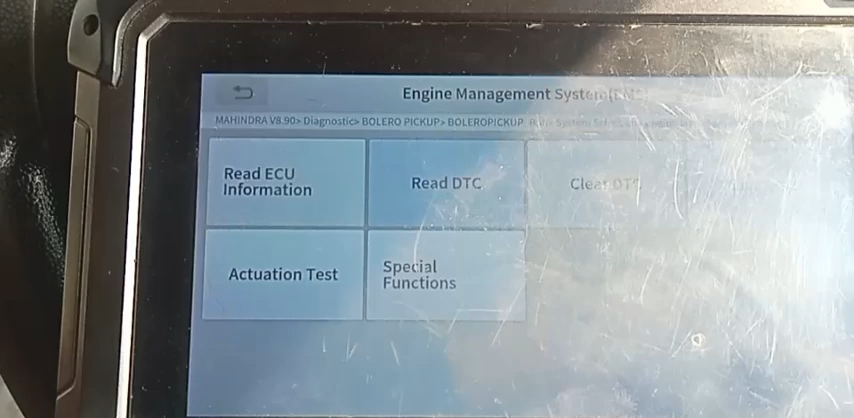 Engine Management System(EMS)
MAHINDRA V8.90> Diagnostic> BOLERO PICKUP> BOLEROPICKUP
Read ECU
Information
Read DTC
Clear DTC
Actuation Test
Special
Functions